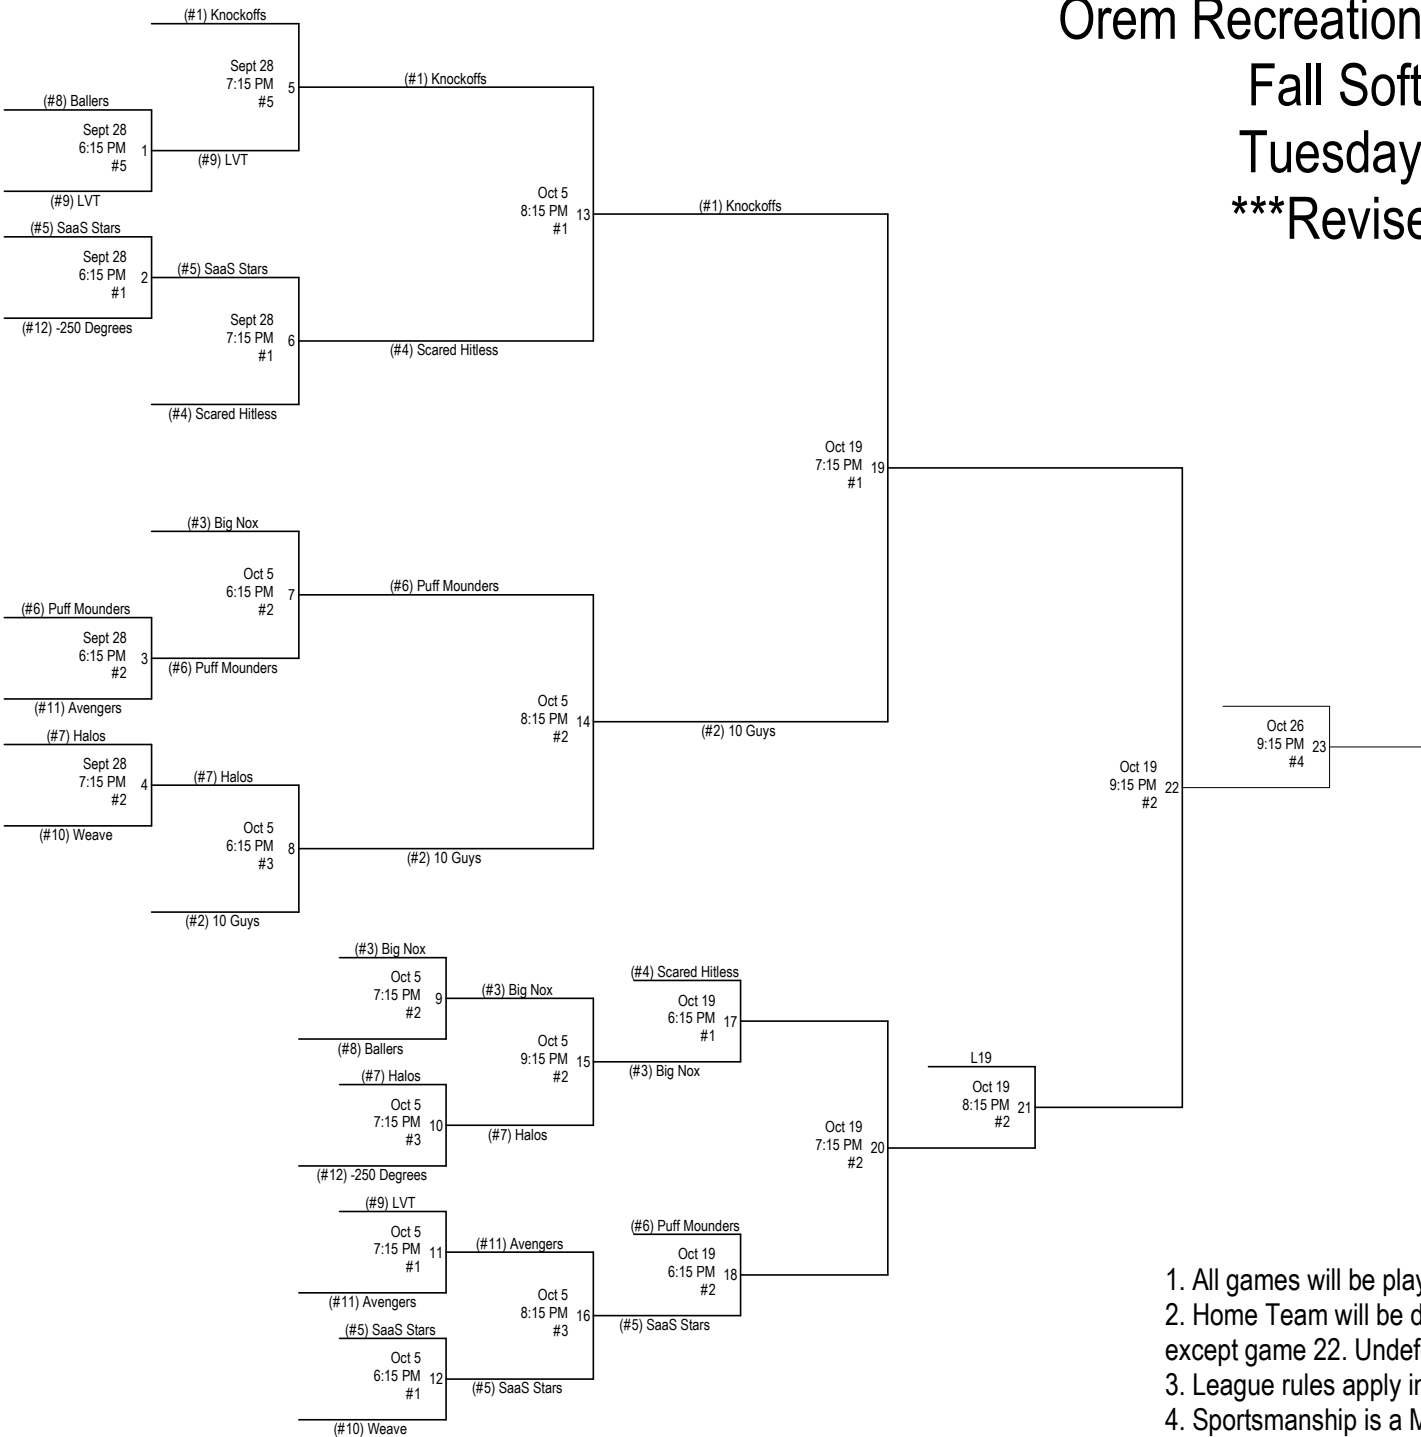 Orem Recreation
Fall Soft
Tuesday
***Revise
(#1) Knockoffs
Sept 28
7:15 PM 5
#5
(#1) Knockoffs
(#8) Ballers
Sept 28
6:15 PM 1
#5
(#9) LVT
(#9) LVT
(#5) SaaS Stars
Sept 28
6:15 PM 2
#1
(#5) SaaS Stars
(#12) -250 Degrees
Sept 28
7:15 PM 6
#1
(#4) Scared Hitless
(#4) Scared Hitless
Oct 5
8:15 PM 13
#1
(#1) Knockoffs
Oct 19
7:15 PM 19
#1
(#3) Big Nox
Oct 5
6:15 PM 7
#2
(#6) Puff Mounders
(#6) Puff Mounders
Sept 28
6:15 PM 3
#2
(#6) Puff Mounders
(#11) Avengers
(#7) Halos
Sept 28
7:15 PM 4
#2
(#7) Halos
(#10) Weave
Oct 5
6:15 PM 8
#3
(#2) 10 Guys
(#2) 10 Guys
Oct 5
8:15 PM 14
#2
(#2) 10 Guys
Oct 26
9:15 PM 23
#4
Oct 19
9:15 PM 22
#2
(#3) Big Nox
Oct 5
7:15 PM 9
#2
(#3) Big Nox
(#8) Ballers
Oct 5
9:15 PM 15
#2
(#7) Halos
Oct 5
7:15 PM 10
#3
(#7) Halos
(#12) -250 Degrees
(#4) Scared Hitless
Oct 19
6:15 PM 17
#1
(#3) Big Nox
L19
Oct 19
8:15 PM 21
#2
Oct 19
7:15 PM 20
#2
(#9) LVT
Oct 5
7:15 PM 11
#1
(#11) Avengers
(#11) Avengers
Oct 5
8:15 PM 16
#3
(#5) SaaS Stars
Oct 5
6:15 PM 12
#1
(#5) SaaS Stars
(#10) Weave
(#6) Puff Mounders
Oct 19
6:15 PM 18
#2
(#5) SaaS Stars
1. All games will be play
2. Home Team will be d
except game 22. Undef
3. League rules apply in
4. Sportsmanship is a M